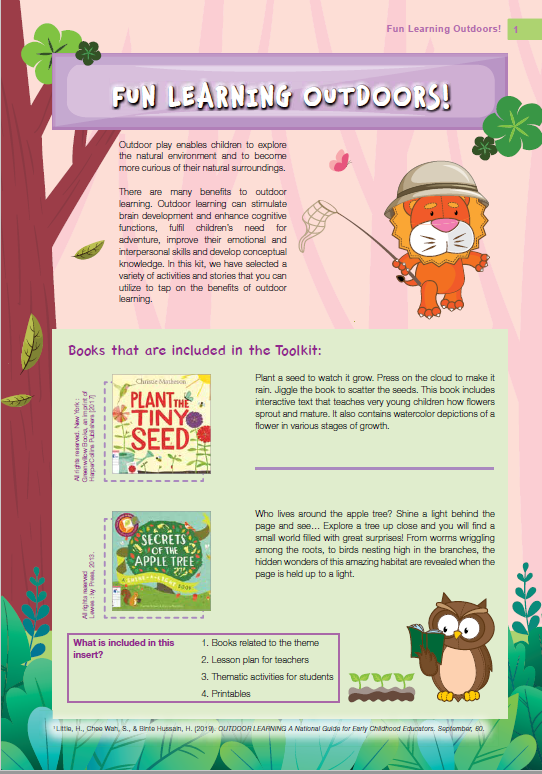 Fun Learning Outdoors! 1
FUN LEARNING OUTDOORS!
Outdoor play enables children to explore
the natural environment and to become
more curious of their natural surroundings.
There are many benefits to outdoor
learning. Outdoor learning can stimulate
brain development and enhance cognitive
functions, fulfil children's need for
adventure, improve their emotional and
interpersonal skills and develop conceptual
knowledge. In this kit, we have selected a
variety of activities and stories that you can
utilize to tap on the benefits of outdoor
learning.
Books that are included in the Toolkit:
All rights reserved. New York :
Greenwillow Books, an imprint of
HarperCollins Publishers [2017]
Christie Matheson
PLANT THE
TINY
SEED
Plant a seed to watch it grow. Press on the cloud to make it
rain. Jiggle the book to scatter the seeds. This book includes
interactive text that teaches very young children how flowers
sprout and mature. It also contains watercolor depictions of a
flower in various stages of growth.
All rights reserved
Lewes : Ivy Press, 2013.
SECRETS
OF THE
APPLE TREE
A SHINE-A-LIGHT BOOK
Who lives around the apple tree? Shine a light behind the
page and see… Explore a tree up close and you will find a
small world filled with great surprises! From worms wriggling
among the roots, to birds nesting high in the branches, the
hidden wonders of this amazing habitat are revealed when the
page is held up to a light.
What is included in this
insert?
1. Books related to the theme
2. Lesson plan for teachers
3. Thematic activities for students
4. Printables
Little, H., Chee Wah, S., & Binte Hussain, H. (2019). OUTDOOR LEARNING A National Guide for Early Childhood Educators, September, 60.